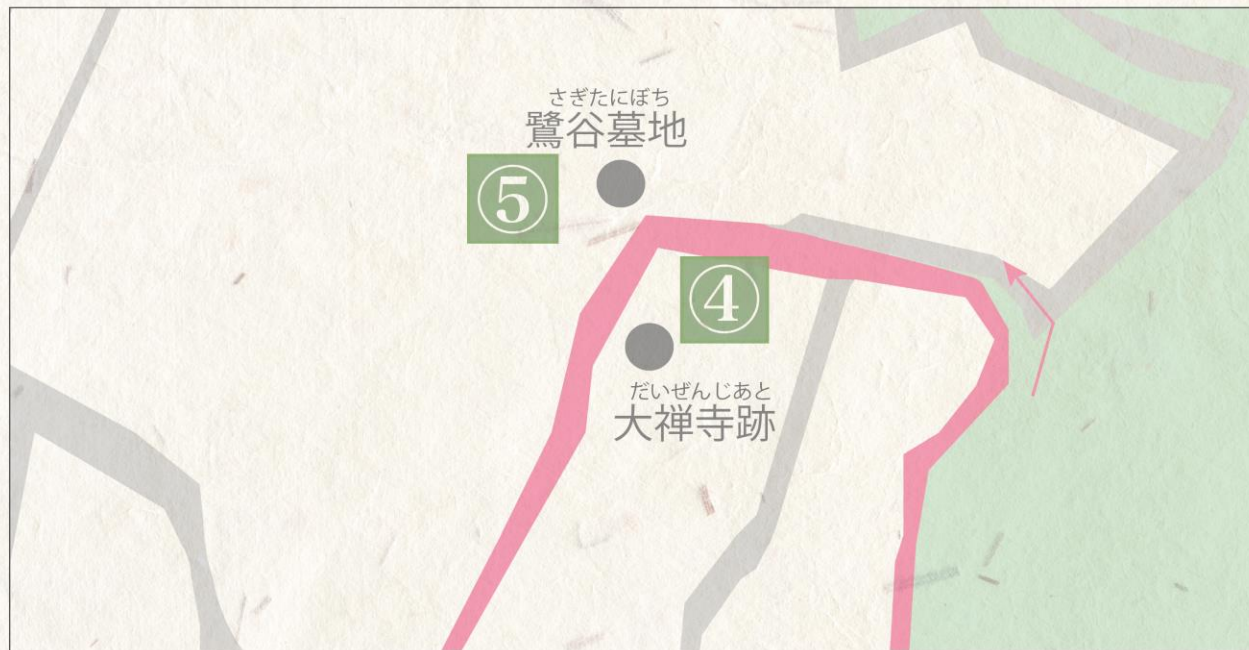 さぎたにぼち
鷺谷墓地
⑤
④
だいぜんじあと
大禅寺跡